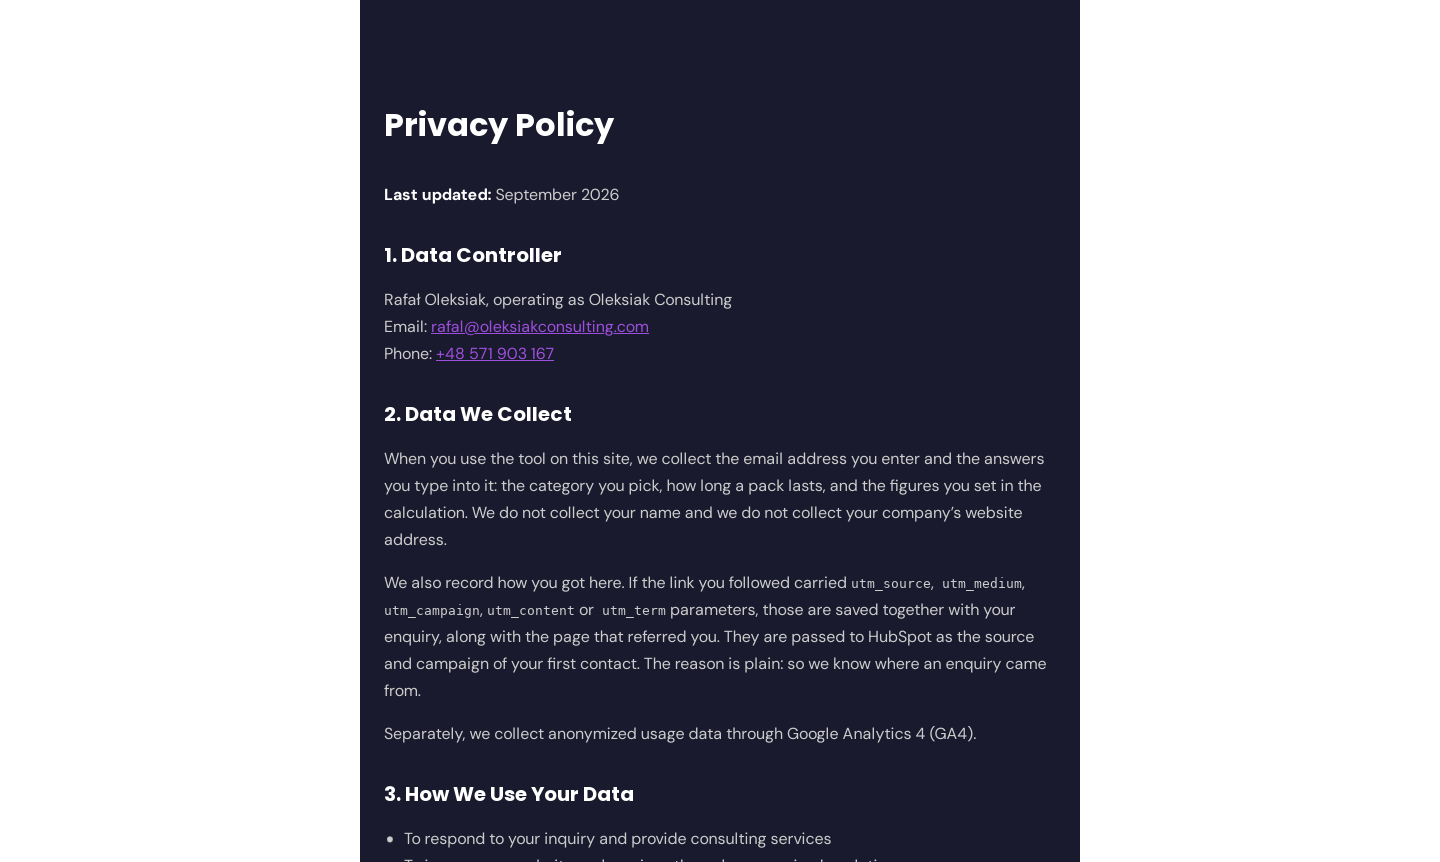 Privacy Policy
Last updated: September 2026
1. Data Controller
Rafał Oleksiak, operating as Oleksiak Consulting
Email: rafal@oleksiakconsulting.com
Phone: +48 571 903 167
2. Data We Collect
When you use the tool on this site, we collect the email address you enter and the answers
you type into it: the category you pick, how long a pack lasts, and the figures you set in the
calculation. We do not collect your name and we do not collect your company’s website
address.
We also record how you got here. If the link you followed carried utm_source, utm_medium,
utm_campaign, utm_content or utm_term parameters, those are saved together with your
enquiry, along with the page that referred you. They are passed to HubSpot as the source
and campaign of your first contact. The reason is plain: so we know where an enquiry came
from.
Separately, we collect anonymized usage data through Google Analytics 4 (GA4).
3. How We Use Your Data
• To respond to your inquiry and provide consulting services